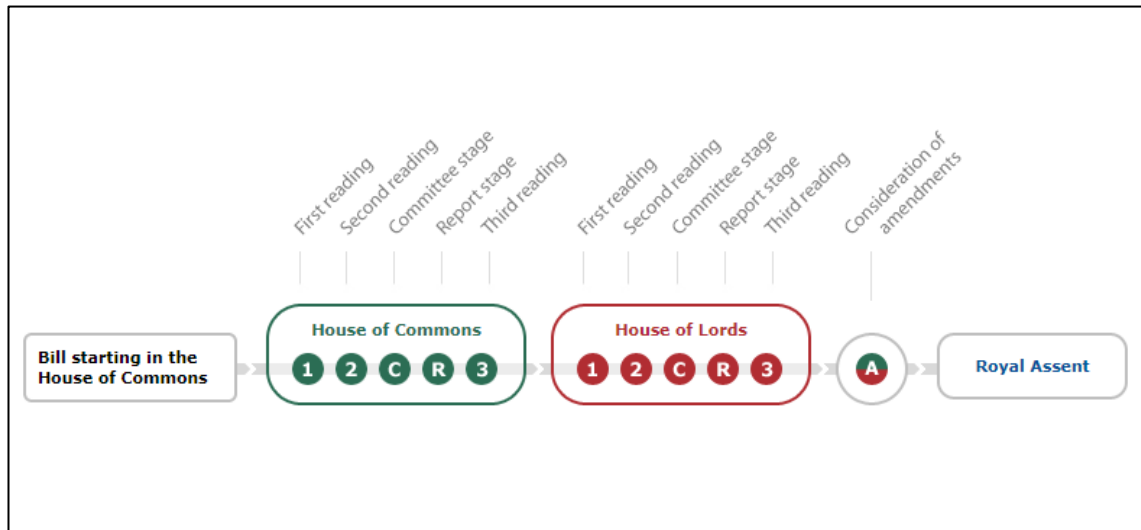 First reading
Second reading
Committee stage
Report stage
Third reading
First reading
Second reading
Committee stage
Report stage
Third reading
Consideration of
amendments
Bill starting in the
House of Commons
House of Commons
1 2 C R 3
House of Lords
1 2 C R 3
A
Royal Assent